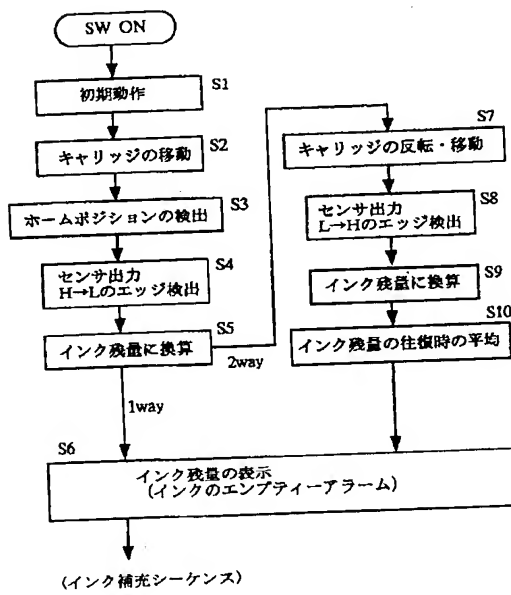 SW ON
初期動作
S1
キャリッジの移動
S2
ホームポジションの検出
S3
センサ出力
H→Lのエッジ検出
S4
インク残量に換算
S5
2way
1way
S7
キャリッジの反転・移動
S8
センサ出力
L→Hのエッジ検出
S9
インク残量に換算
S10
インク残量の往復時の平均
S6
インク残量の表示
(インクのエンプティーアラーム)
(インク補充シーケンス)